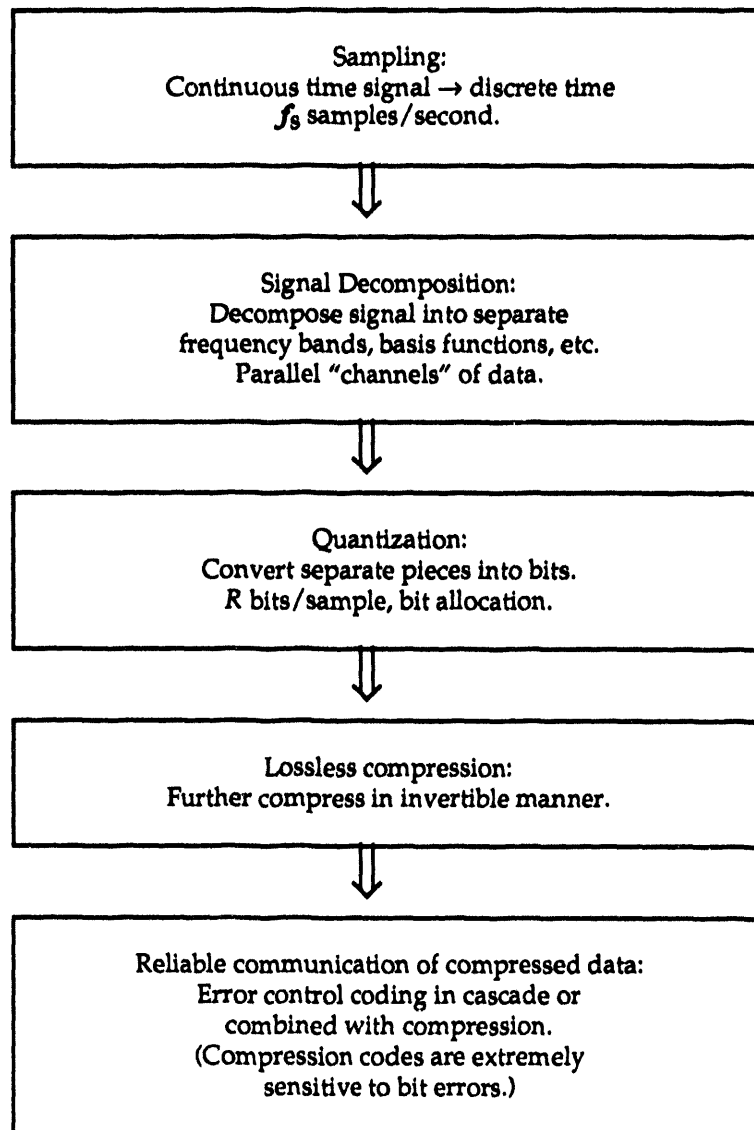 Sampling:
Continuous time signal → discrete time
fs samples/second.
Signal Decomposition:
Decompose signal into separate
frequency bands, basis functions, etc.
Parallel "channels" of data.
Quantization:
Convert separate pieces into bits.
R bits/sample, bit allocation.
Lossless compression:
Further compress in invertible manner.
Reliable communication of compressed data:
Error control coding in cascade or
combined with compression.
(Compression codes are extremely
sensitive to bit errors.)